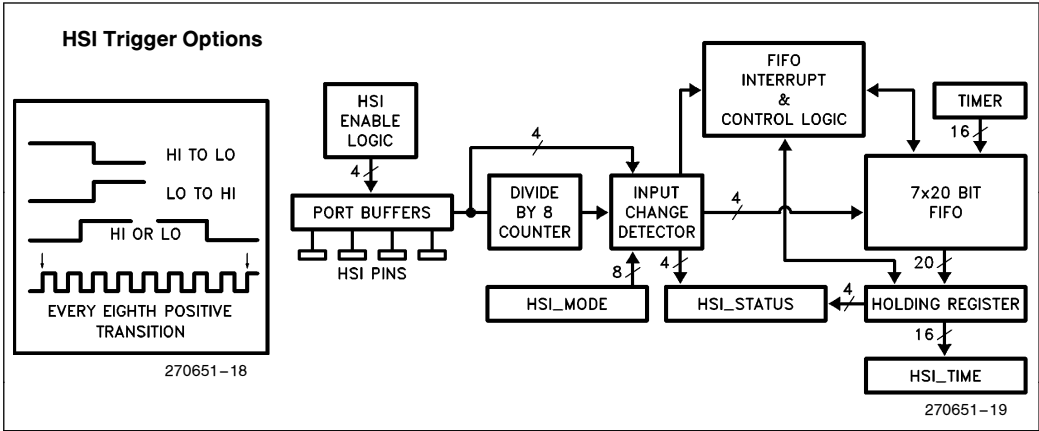 HSI Trigger Options
HI TO LO
LO TO HI
HI OR LO
EVERY EIGHTH POSITIVE
TRANSITION
270651-18
HSI
ENABLE
LOGIC
4
PORT BUFFERS
HSI PINS
4
DIVIDE
BY 8
COUNTER
INPUT
CHANGE
DETECTOR
8
HSI_MODE
4
HSI_STATUS
FIFO
INTERRUPT
&
CONTROL LOGIC
4
TIMER
16
7x20 BIT
FIFO
20
4
HOLDING REGISTER
16
HSI_TIME
270651-19